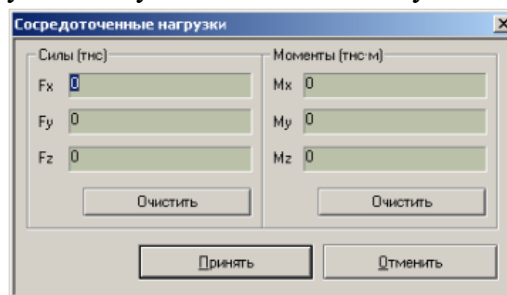 Сосредоточенные нагрузки
Силы (тнс)
Fx 0
Fy 0
Fz 0
Очистить
Моменты (тнс·м)
Mx 0
My 0
Mz 0
Очистить
Принять
Отменить